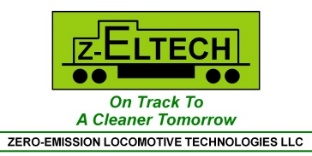 Z-ELTECH
On Track To
A Cleaner Tomorrow
ZERO-EMISSION LOCOMOTIVE TECHNOLOGIES LLC